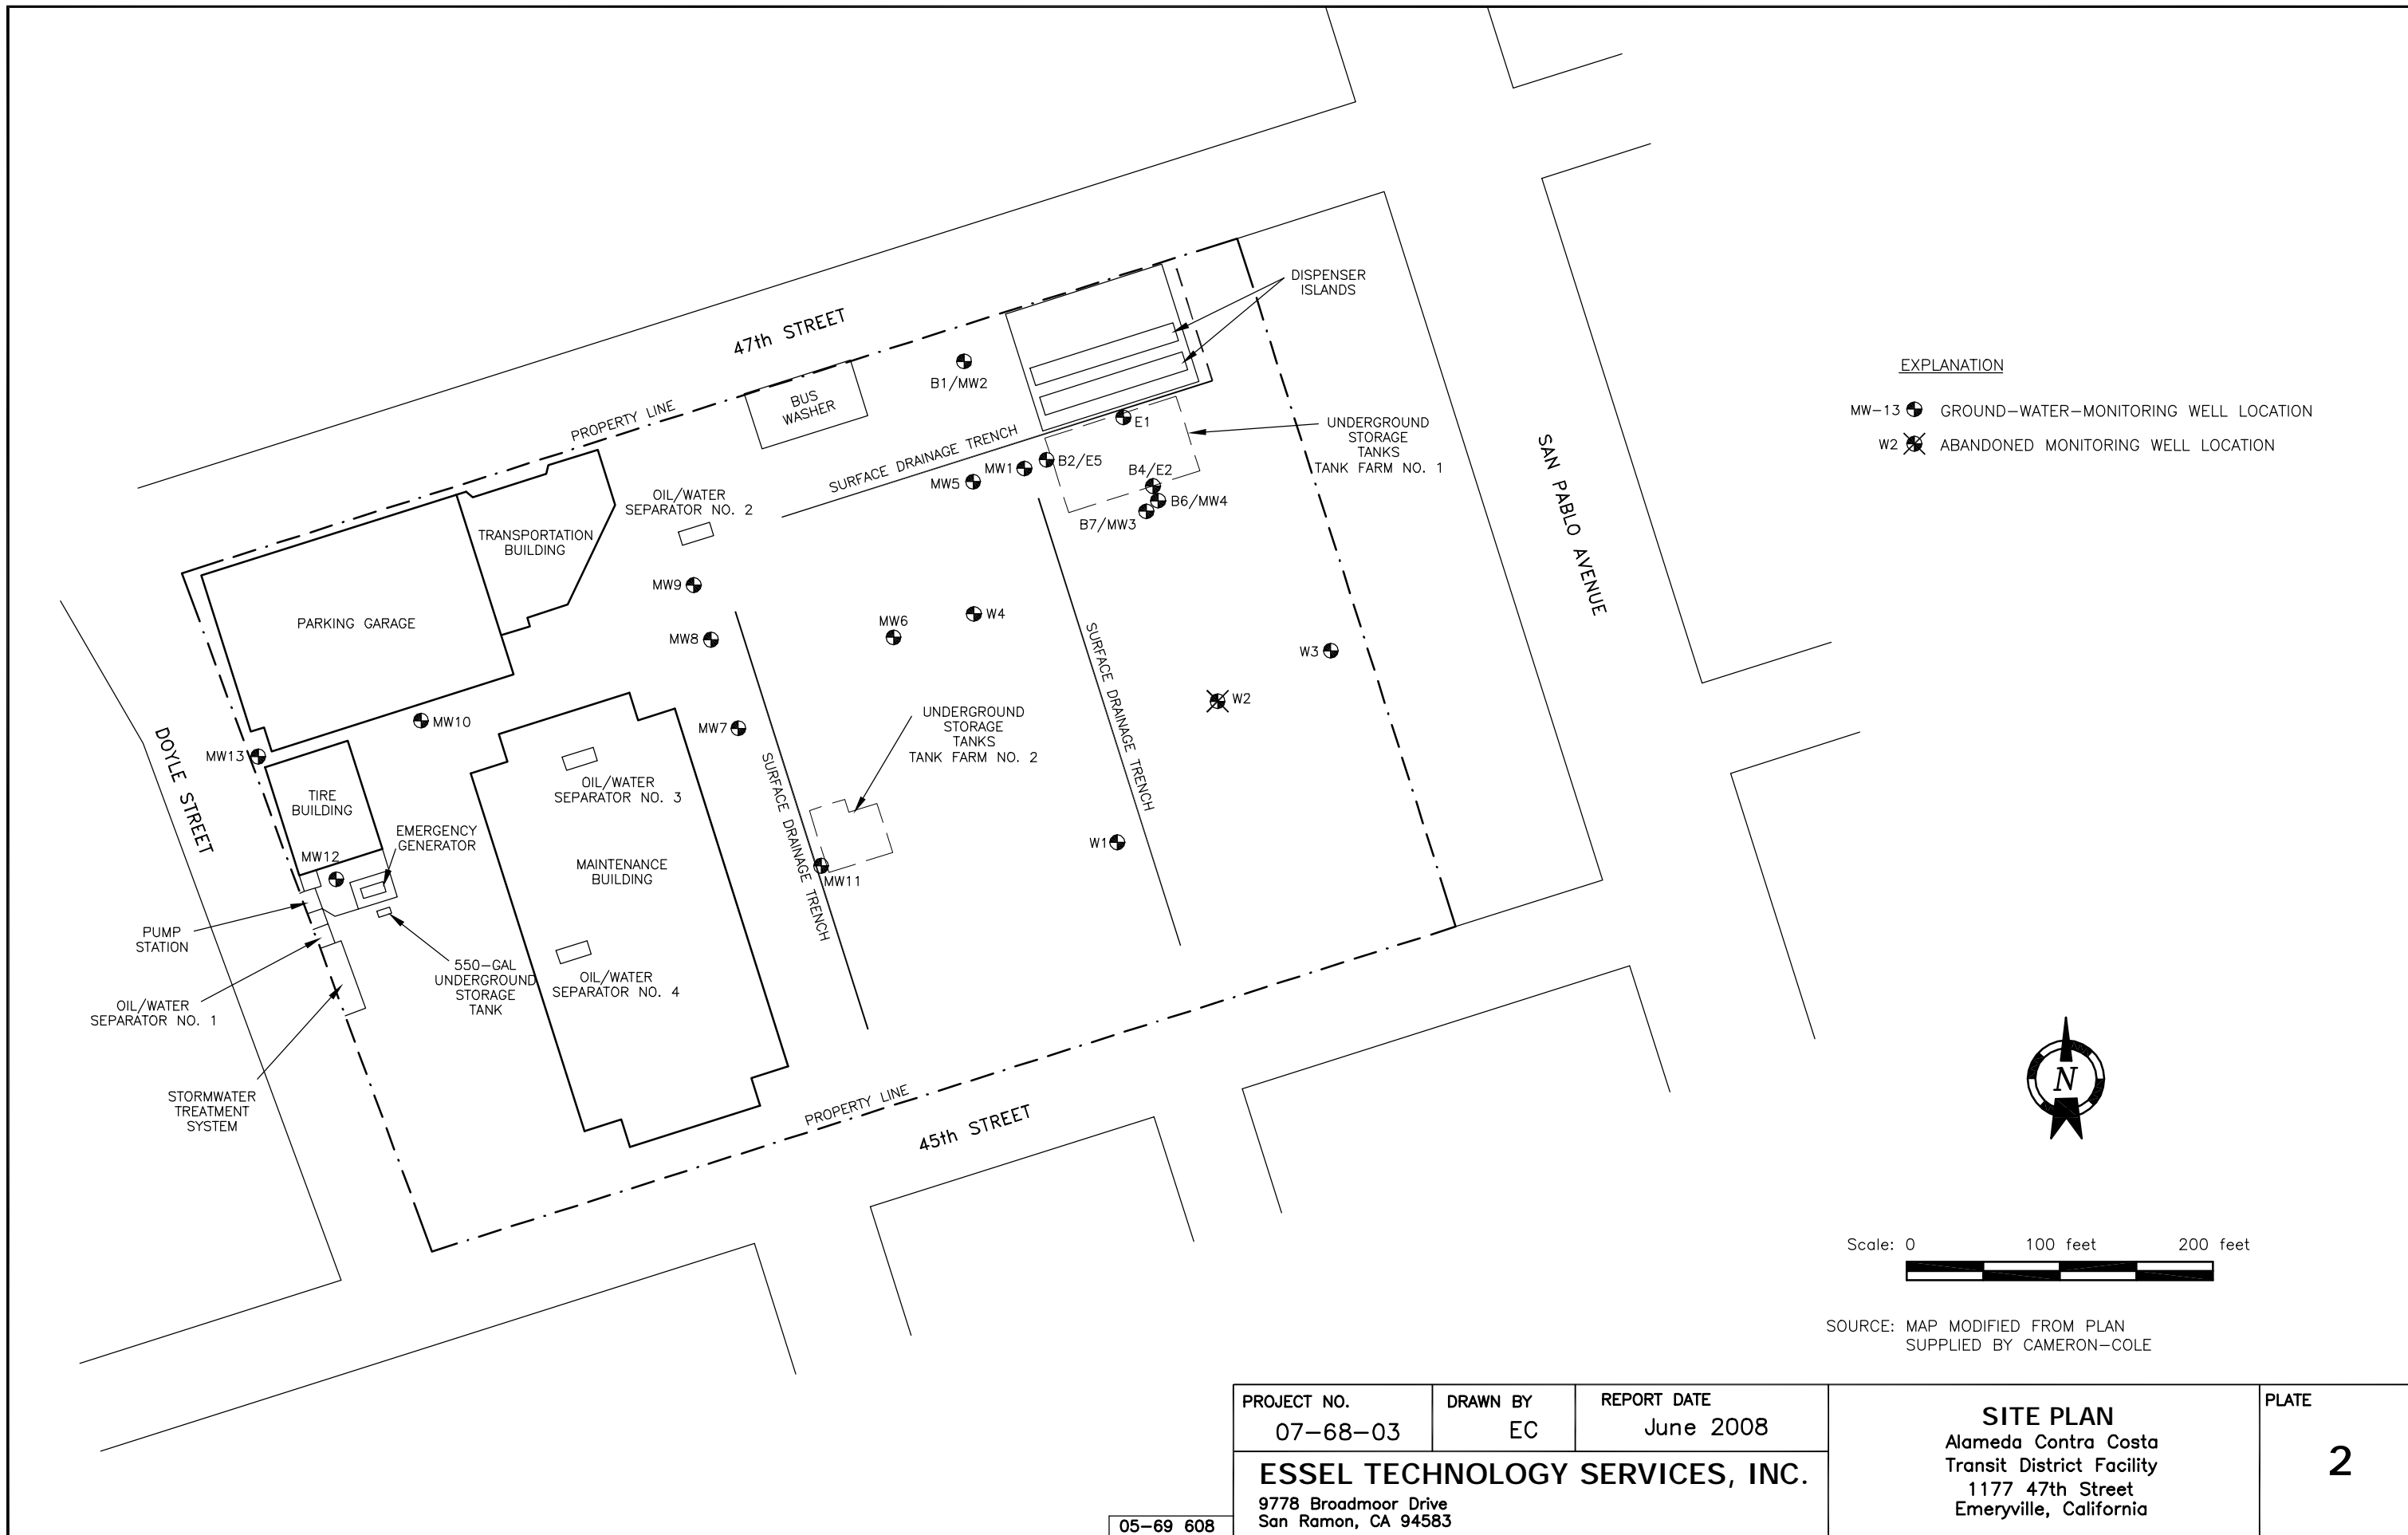 47th STREET
PROPERTY LINE
BUS
WASHER
B1/MW2
DISPENSER
ISLANDS
E1
UNDERGROUND
STORAGE
TANKS
TANK FARM NO. 1
SURFACE DRAINAGE TRENCH
MW1
B2/E5
MW5
B4/E2
B6/MW4
B7/MW3
SAN PABLO AVENUE
EXPLANATION
MW-13 GROUND-WATER-MONITORING WELL LOCATION
W2 ABANDONED MONITORING WELL LOCATION
OIL/WATER
SEPARATOR NO. 2
TRANSPORTATION
BUILDING
PARKING GARAGE
MW9
MW8
MW6
W4
W3
W2
SURFACE DRAINAGE TRENCH
MW7
MW10
MW13
DOYLE STREET
UNDERGROUND
STORAGE
TANKS
TANK FARM NO. 2
SURFACE DRAINAGE TRENCH
OIL/WATER
SEPARATOR NO. 3
TIRE
BUILDING
EMERGENCY
GENERATOR
MW12
MAINTENANCE
BUILDING
MW11
W1
PUMP
STATION
550-GAL
UNDERGROUND
STORAGE
TANK
OIL/WATER
SEPARATOR NO. 4
OIL/WATER
SEPARATOR NO. 1
STORMWATER
TREATMENT
SYSTEM
PROPERTY LINE
45th STREET
N
Scale: 0 100 feet 200 feet
SOURCE: MAP MODIFIED FROM PLAN
SUPPLIED BY CAMERON-COLE
PROJECT NO.
07-68-03
DRAWN BY
EC
REPORT DATE
June 2008
ESSEL TECHNOLOGY SERVICES, INC.
9778 Broadmoor Drive
San Ramon, CA 94583
05-69 608
SITE PLAN
Alameda Contra Costa
Transit District Facility
1177 47th Street
Emeryville, California
PLATE
2